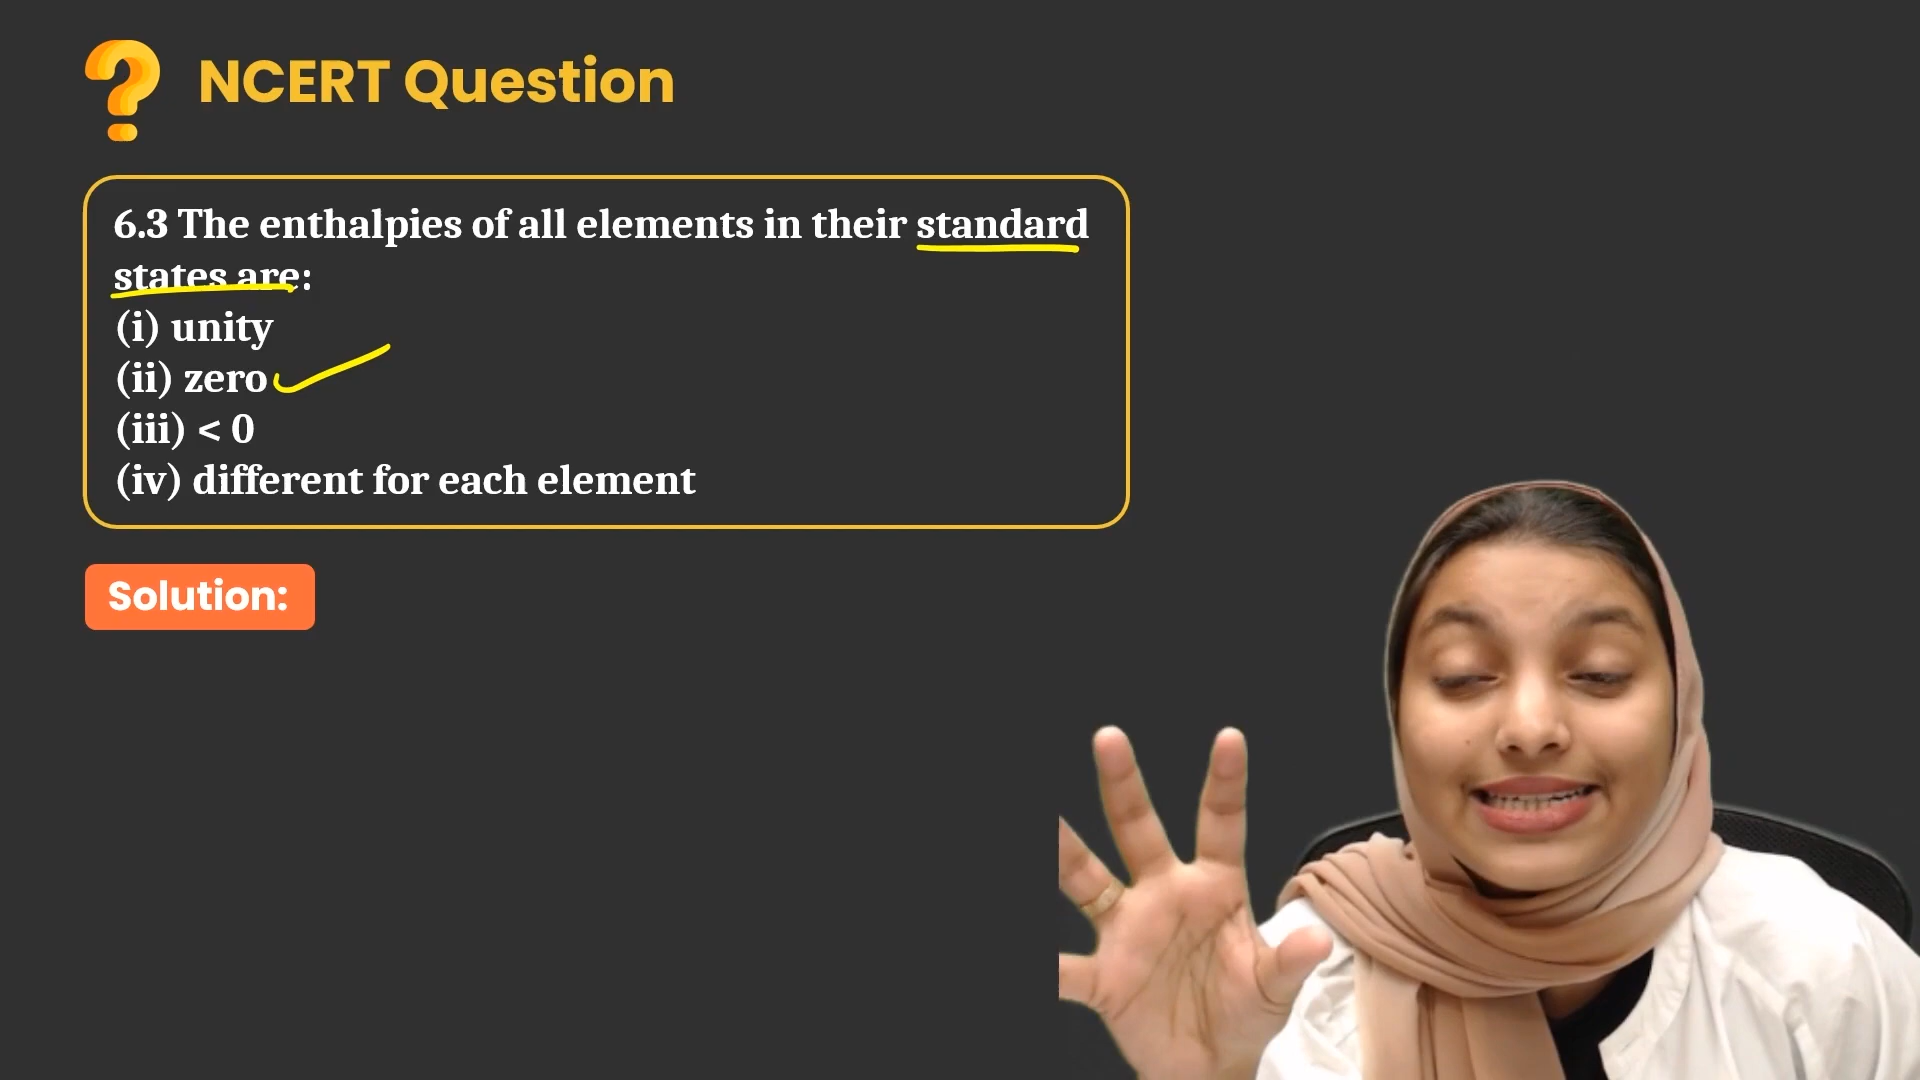 NCERT Question
6.3 The enthalpies of all elements in their standard
states are:
(i) unity
(ii) zero
(iii) < 0
(iv) different for each element
Solution: